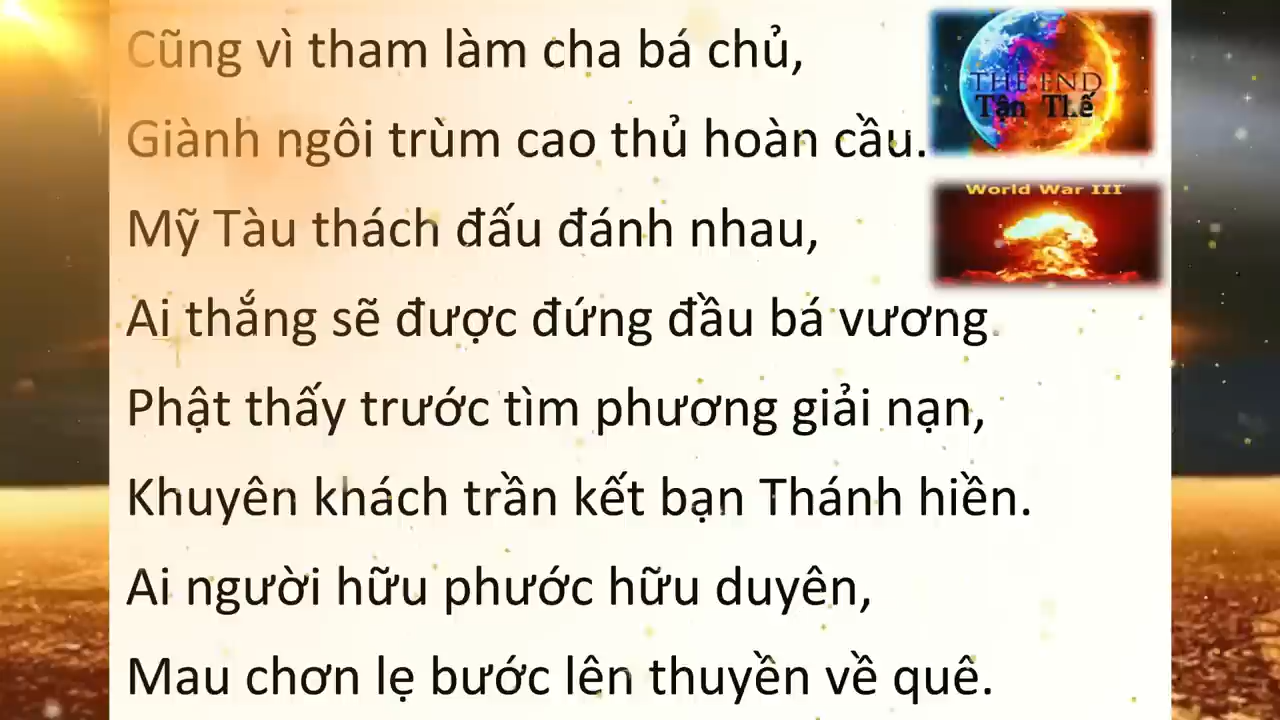 Cũng vì tham làm cha bá chủ,
Giành ngôi trùm cao thủ hoàn cầu.
Mỹ Tàu thách đấu đánh nhau,
Ai thắng sẽ được đứng đầu bá vương.
Phật thấy trước tìm phương giải nạn,
Khuyên khách trần kết bạn Thánh hiền.
Ai người hữu phước hữu duyên,
Mau chơn lẹ bước lên thuyền về quê.
THE END
Tận Thế
World War III